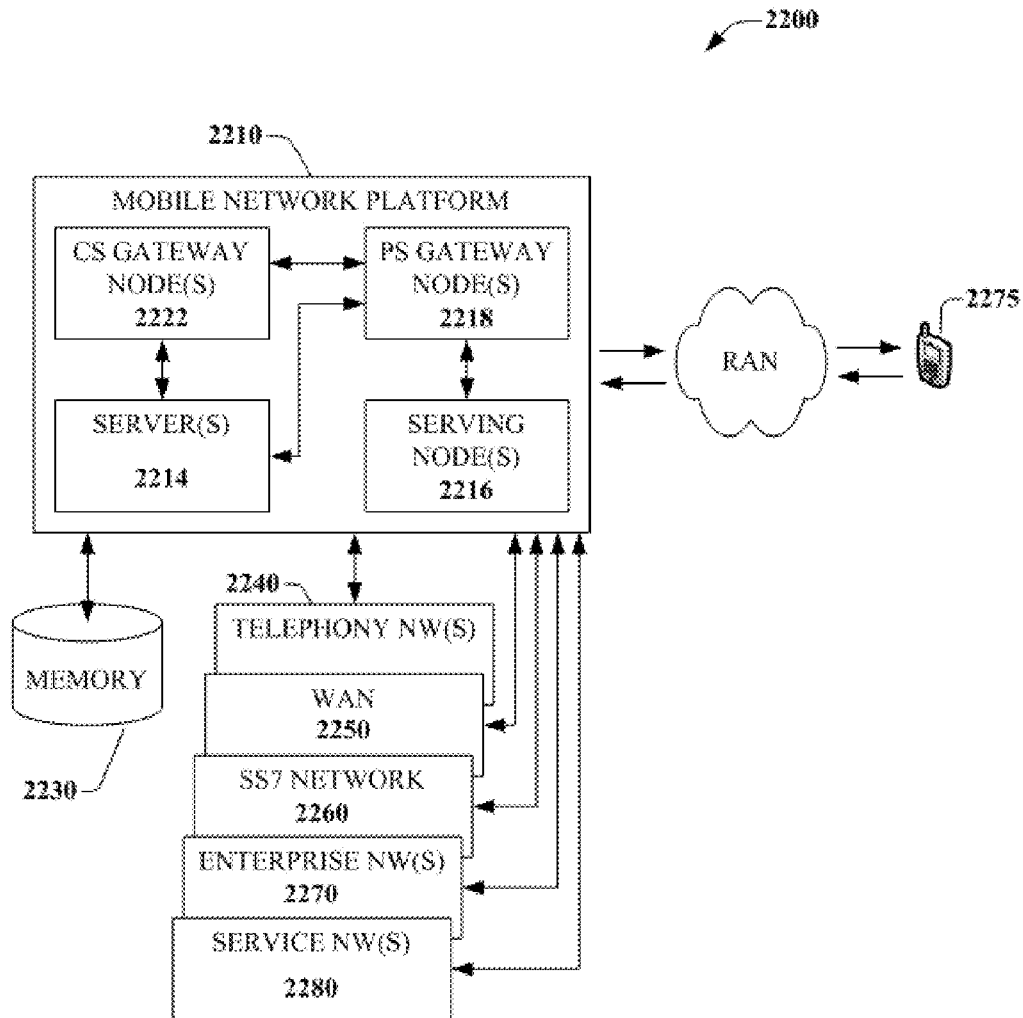 2200
2210
MOBILE NETWORK PLATFORM
CS GATEWAY
NODE(S)
2222
PS GATEWAY
NODE(S)
2218
SERVER(S)
2214
SERVING
NODE(S)
2216
RAN
2275
2240
TELEPHONY NW(S)
MEMORY
2230
WAN
2250
SS7 NETWORK
2260
ENTERPRISE NW(S)
2270
SERVICE NW(S)
2280